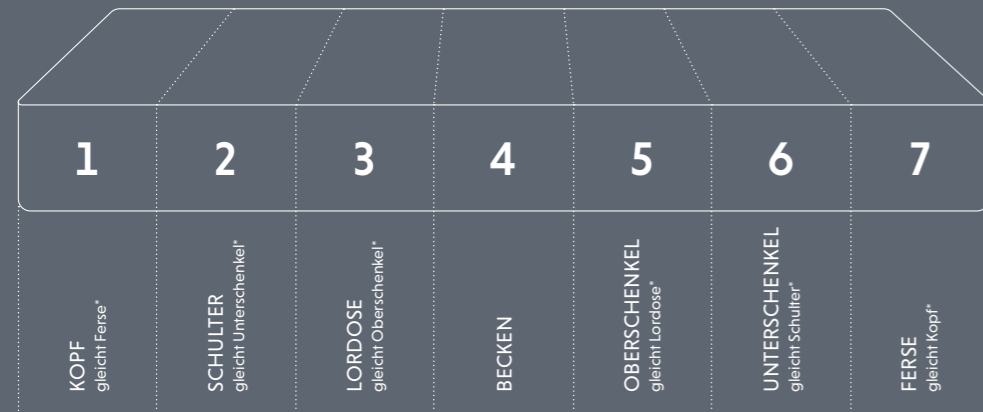 1
2
3
4
5
6
7
KOPF
gleicht Ferse*
SCHULTER
gleicht Unterschenkel*
LORDOSE
gleicht Oberschenkel*
BECKEN
OBERSCHENKEL
gleicht Lordose*
UNTERSCHENKEL
gleicht Schulter*
FERSE
gleicht Kopf*